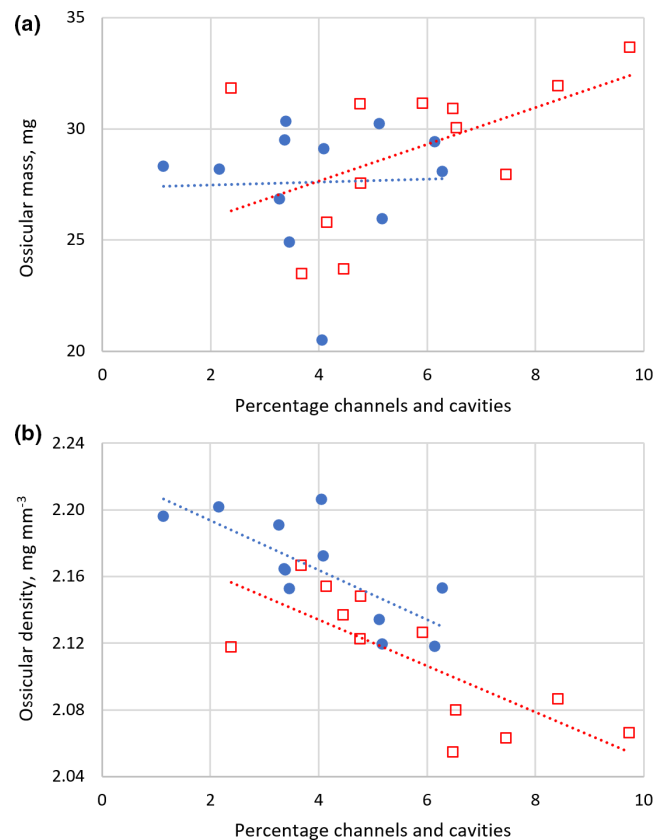 (a)
35
30
25
20
Ossicular mass, mg
0 2 4 6 8 10
Percentage channels and cavities
(b)
2.24
2.20
2.16
2.12
2.08
2.04
Ossicular density, mg mm⁻³
0 2 4 6 8 10
Percentage channels and cavities